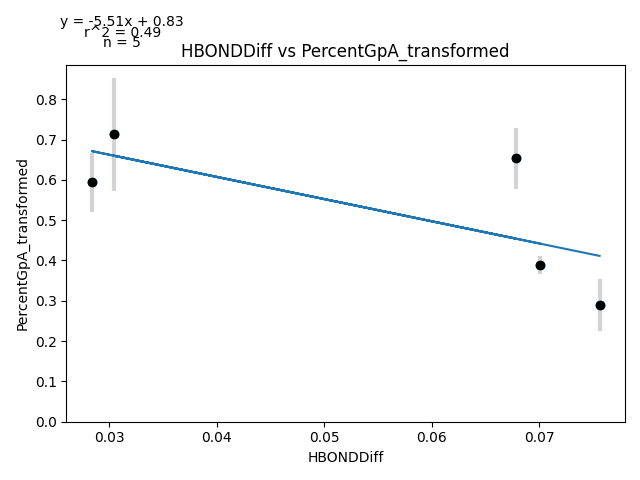 y = -5.51x + 0.83
r^2 = 0.49
n = 5
HBONDDiff vs PercentGpA_transformed
PercentGpA_transformed
0.8
0.7
0.6
0.5
0.4
0.3
0.2
0.1
0.0
0.03 0.04 0.05 0.06 0.07
HBONDDiff